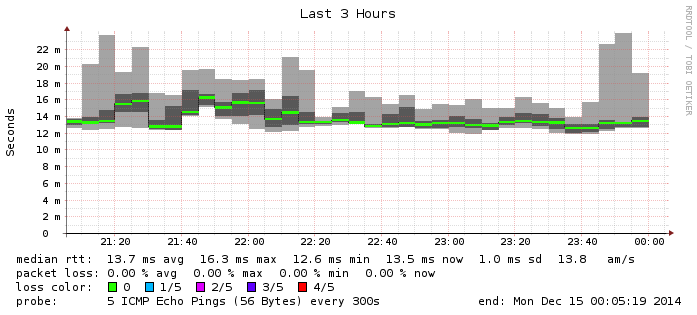 Last 3 Hours
RRDTOOL / TOBI OETIKER
Seconds
22 m
20 m
18 m
16 m
14 m
12 m
10 m
8 m
6 m
4 m
2 m
0
21:20 21:40 22:00 22:20 22:40 23:00 23:20 23:40 00:00
median rtt: 13.7 ms avg 16.3 ms max 12.6 ms min 13.5 ms now 1.0 ms sd 13.8 am/s
packet loss: 0.00 % avg 0.00 % max 0.00 % min 0.00 % now
loss color: 0 1/5 2/5 3/5 4/5
probe: 5 ICMP Echo Pings (56 Bytes) every 300s end: Mon Dec 15 00:05:19 2014